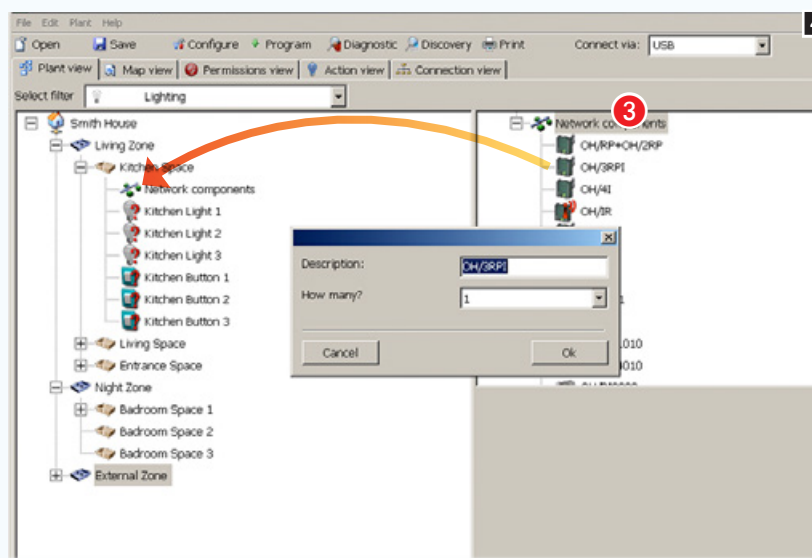 File Edit Plant Help
Open Save Configure Program Diagnostic Discovery Print Connect via: USB
Plant view Map view Permissions view Action view Connection view
Select filter Lighting
Smith House
Living Zone
Kitchen Space
Network components
Kitchen Light 1
Kitchen Light 2
Kitchen Light 3
Kitchen Button 1
Kitchen Button 2
Kitchen Button 3
Living Space
Entrance Space
Night Zone
Badroom Space 1
Badroom Space 2
Badroom Space 3
External Zone
3
Network
OH/RP+OH/2RP
OH/3RPI
OH/4I
OH/IR
Description: OH/3RPI
How many? 1
Cancel Ok
1
010
010